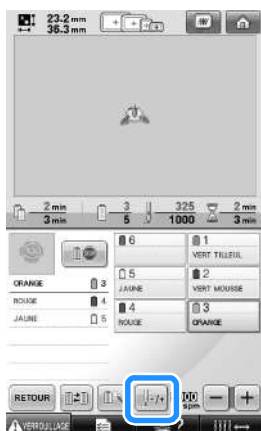 23.2 mm
36.3 mm
2 min
3 min
3
5
325
1000
2 min
3 min
6
1
VERT TILLEUL
5
JAUNE
2
VERT MOUSSE
4
ROUGE
3
ORANGE
ORANGE 3
ROUGE 4
JAUNE 5
RETOUR
-/+
spm
- +
VERROUILLAGE
?